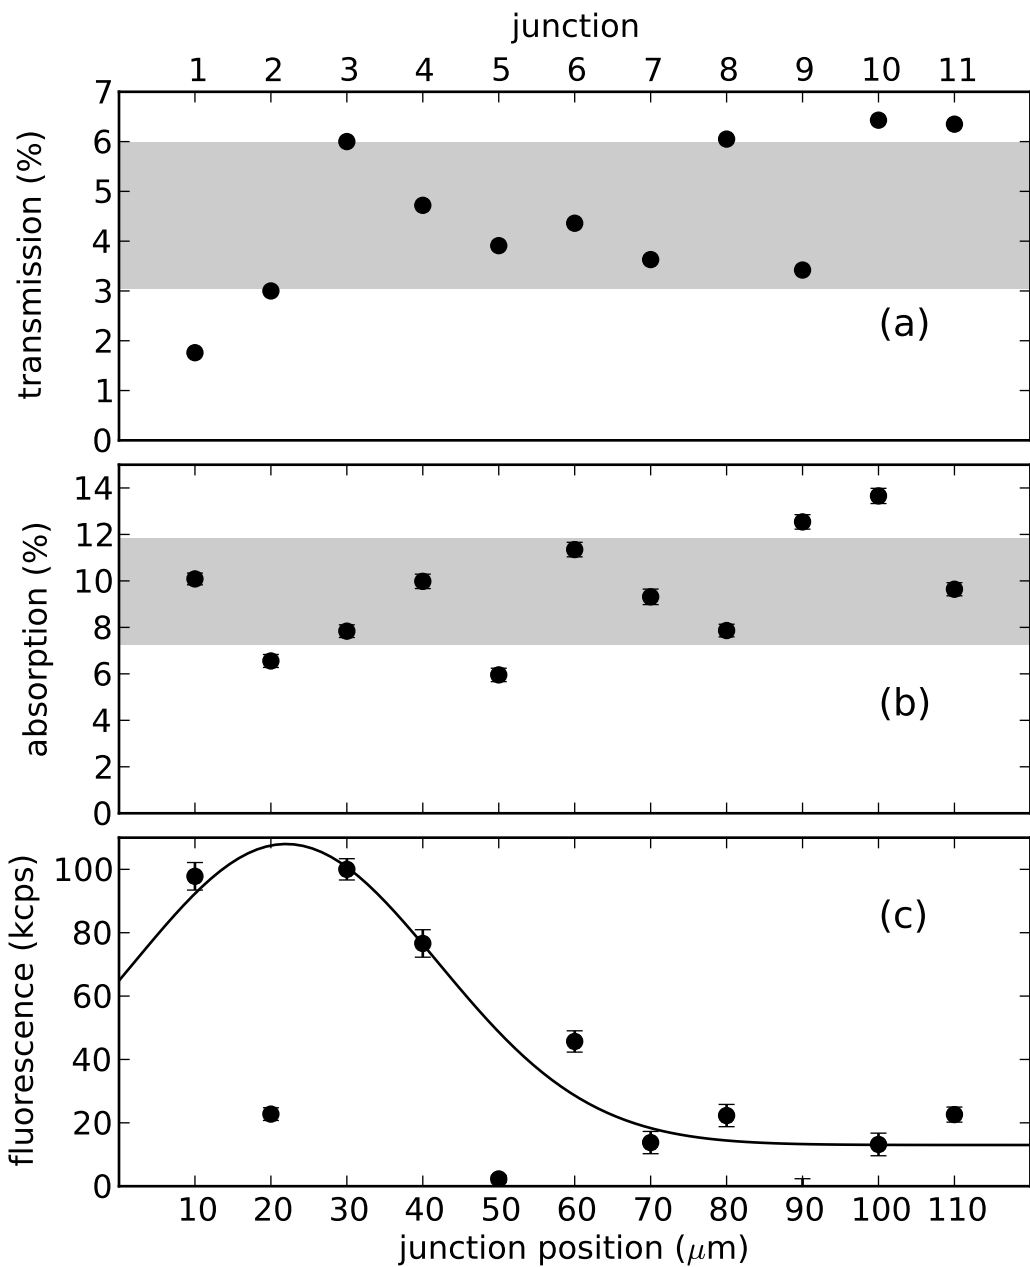 junction
1 2 3 4 5 6 7 8 9 10 11
7
6
5
4
3
2
1
0
transmission (%)
(a)
14
12
10
8
6
4
2
0
absorption (%)
(b)
100
80
60
40
20
0
fluorescence (kcps)
(c)
10 20 30 40 50 60 70 80 90 100 110
junction position (μm)